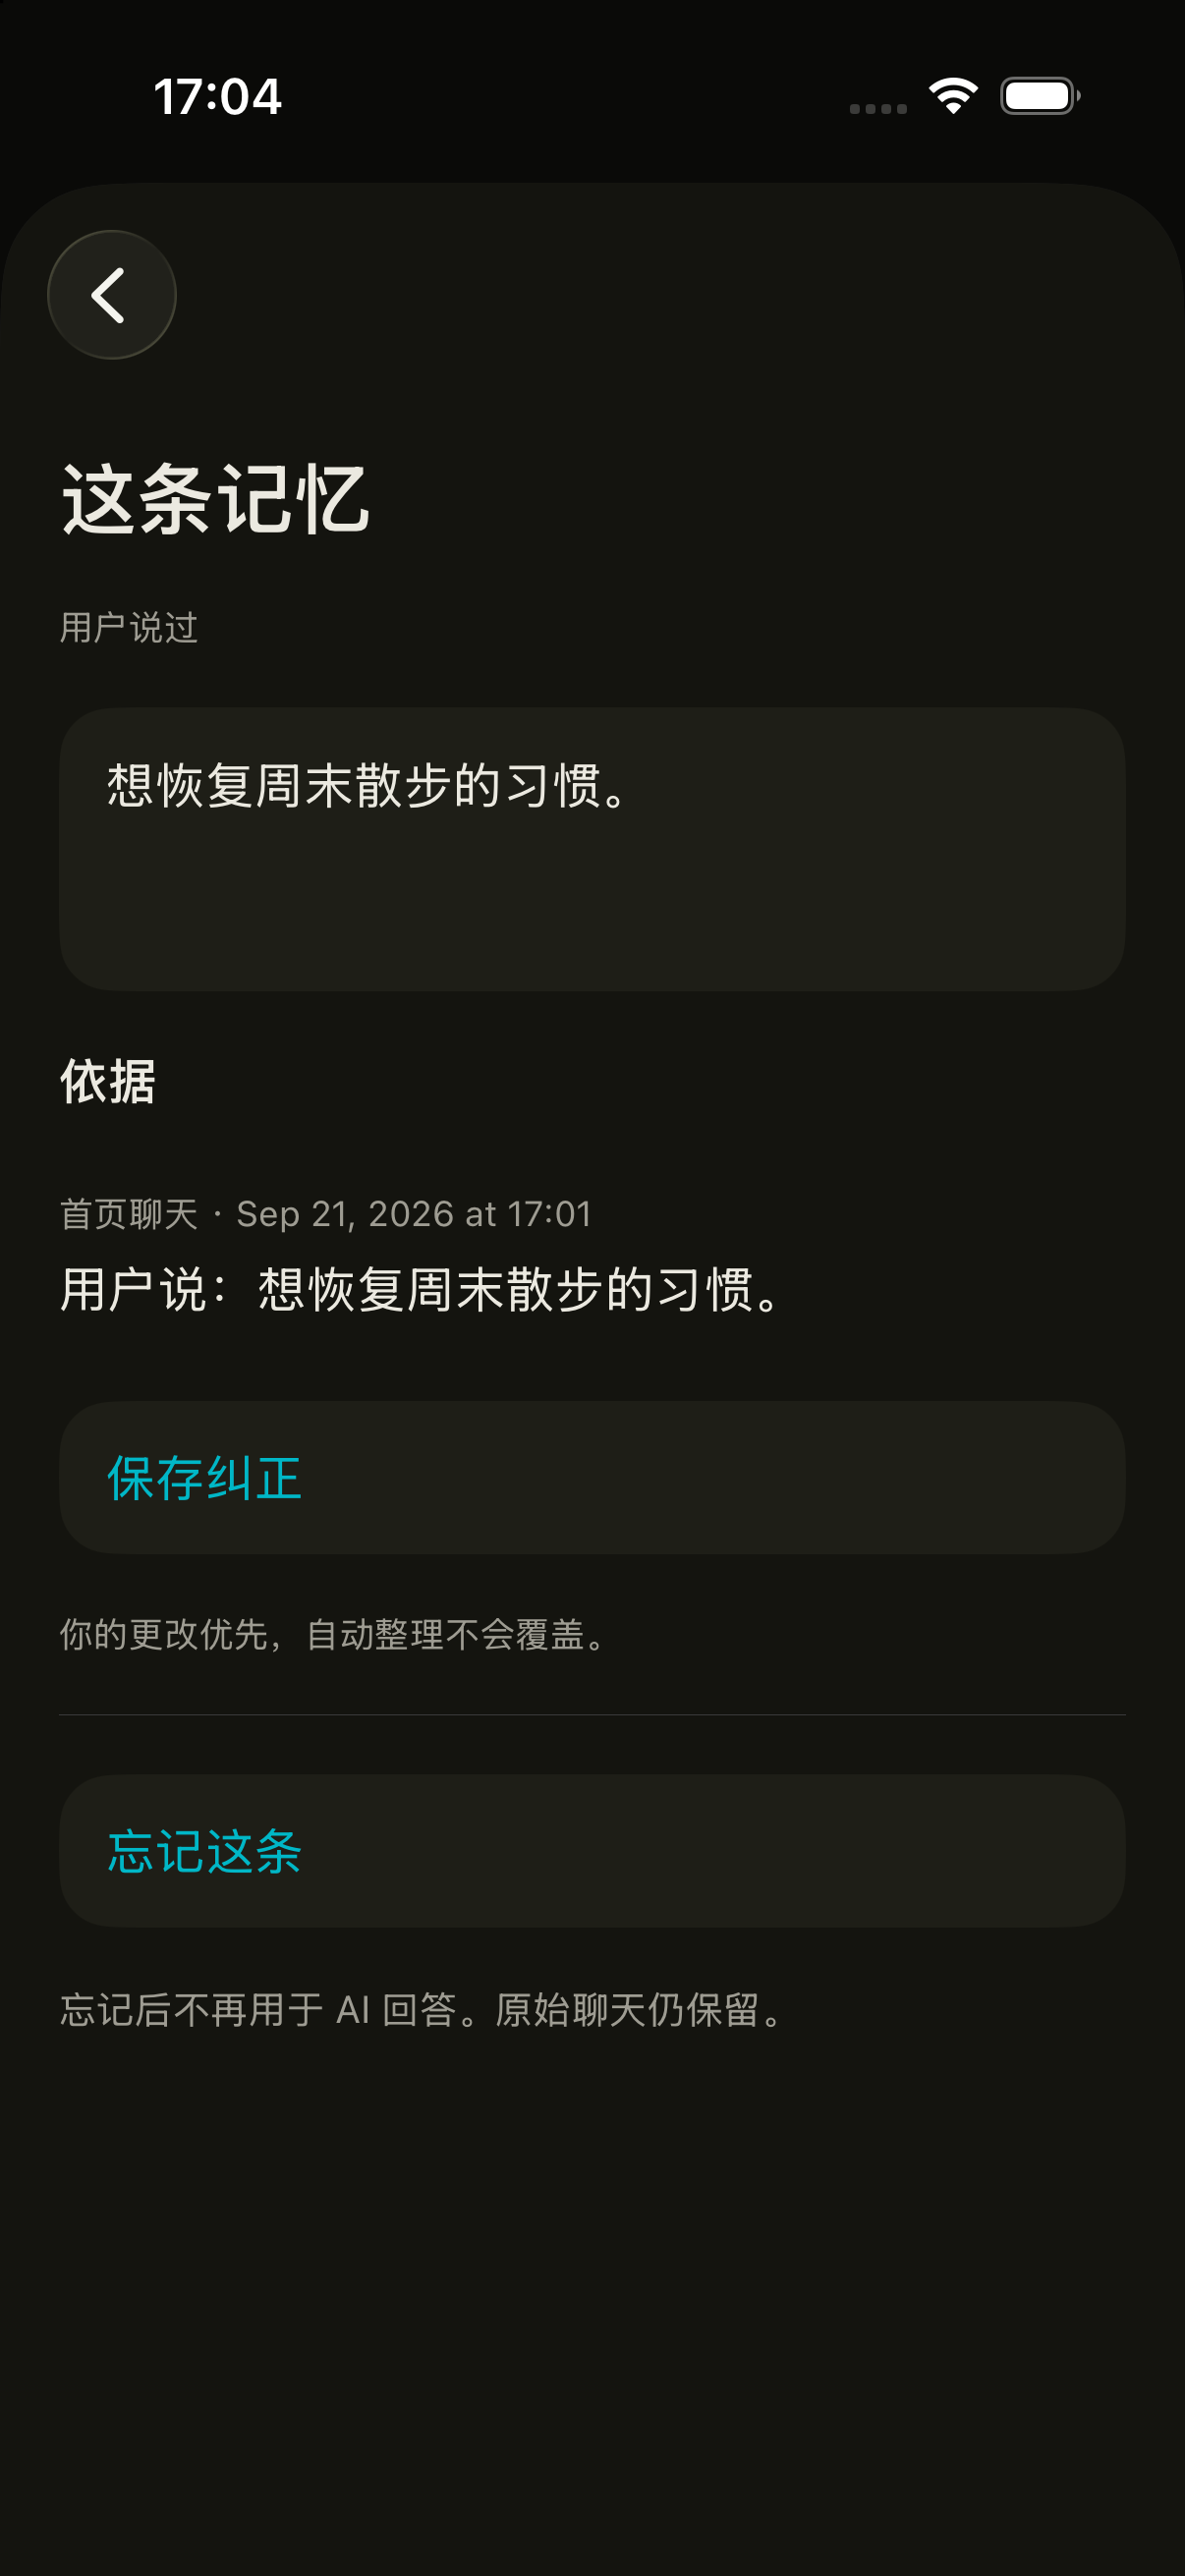 17:04
这条记忆
用户说过
想恢复周末散步的习惯。
依据
首页聊天 · Sep 21, 2026 at 17:01
用户说：想恢复周末散步的习惯。
保存纠正
你的更改优先，自动整理不会覆盖。
忘记这条
忘记后不再用于 AI 回答。原始聊天仍保留。